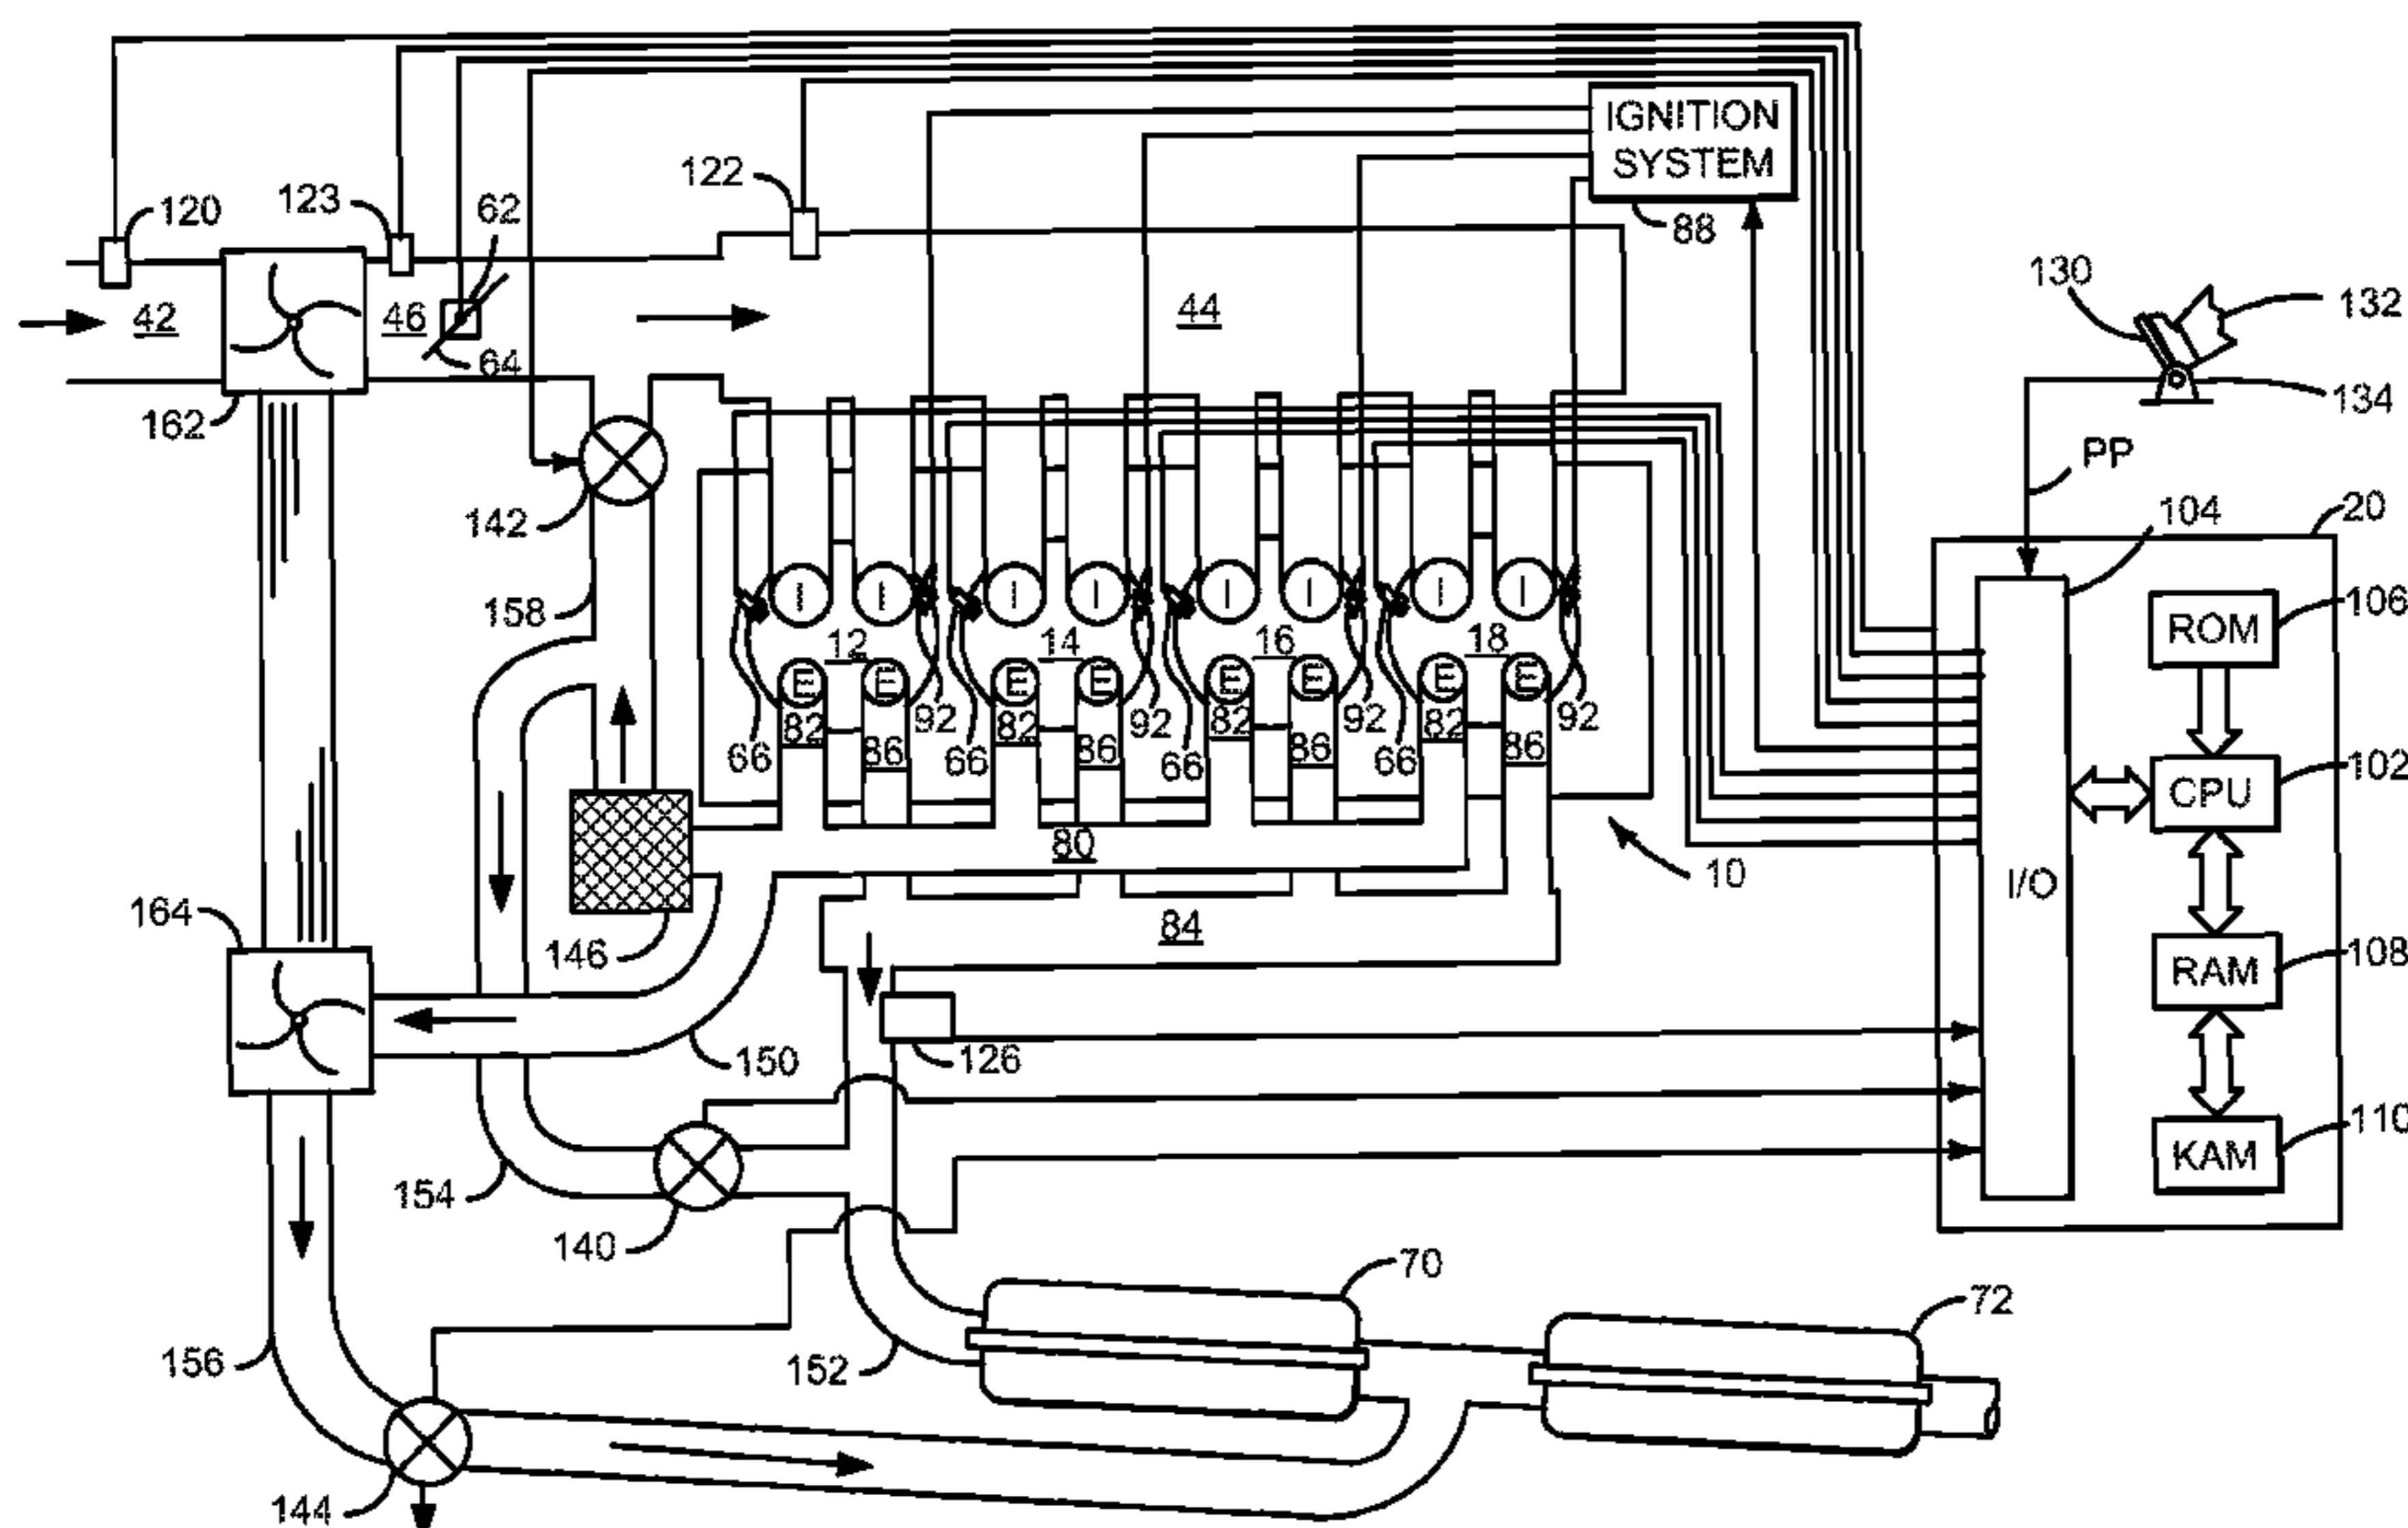 IGNITION
SYSTEM
122
120
123
62
88
130
132
42
46
44
64
134
162
PP
142
104
20
158
106
ROM
I I I I I I I I
12 14 16 18
E E E E E E E E
92 92 92 92
82 82 82 82
86 86 86 86
66 66 66 66
102
CPU
80
10
I/O
164
146
84
108
RAM
150
126
110
KAM
154
140
70
72
156
152
144